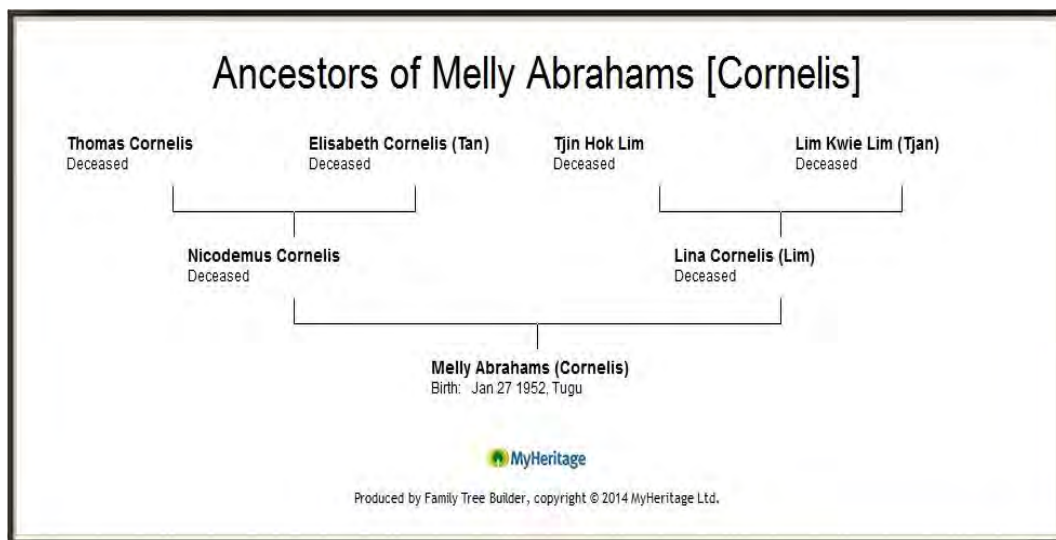 Ancestors of Melly Abrahams [Cornelis]
Thomas Cornelis
Deceased
Elisabeth Cornelis (Tan)
Deceased
Tjin Hok Lim
Deceased
Lim Kwie Lim (Tjan)
Deceased
Nicodemus Cornelis
Deceased
Lina Cornelis (Lim)
Deceased
Melly Abrahams (Cornelis)
Birth: Jan 27 1952, Tugu
MyHeritage
Produced by Family Tree Builder, copyright © 2014 MyHeritage Ltd.